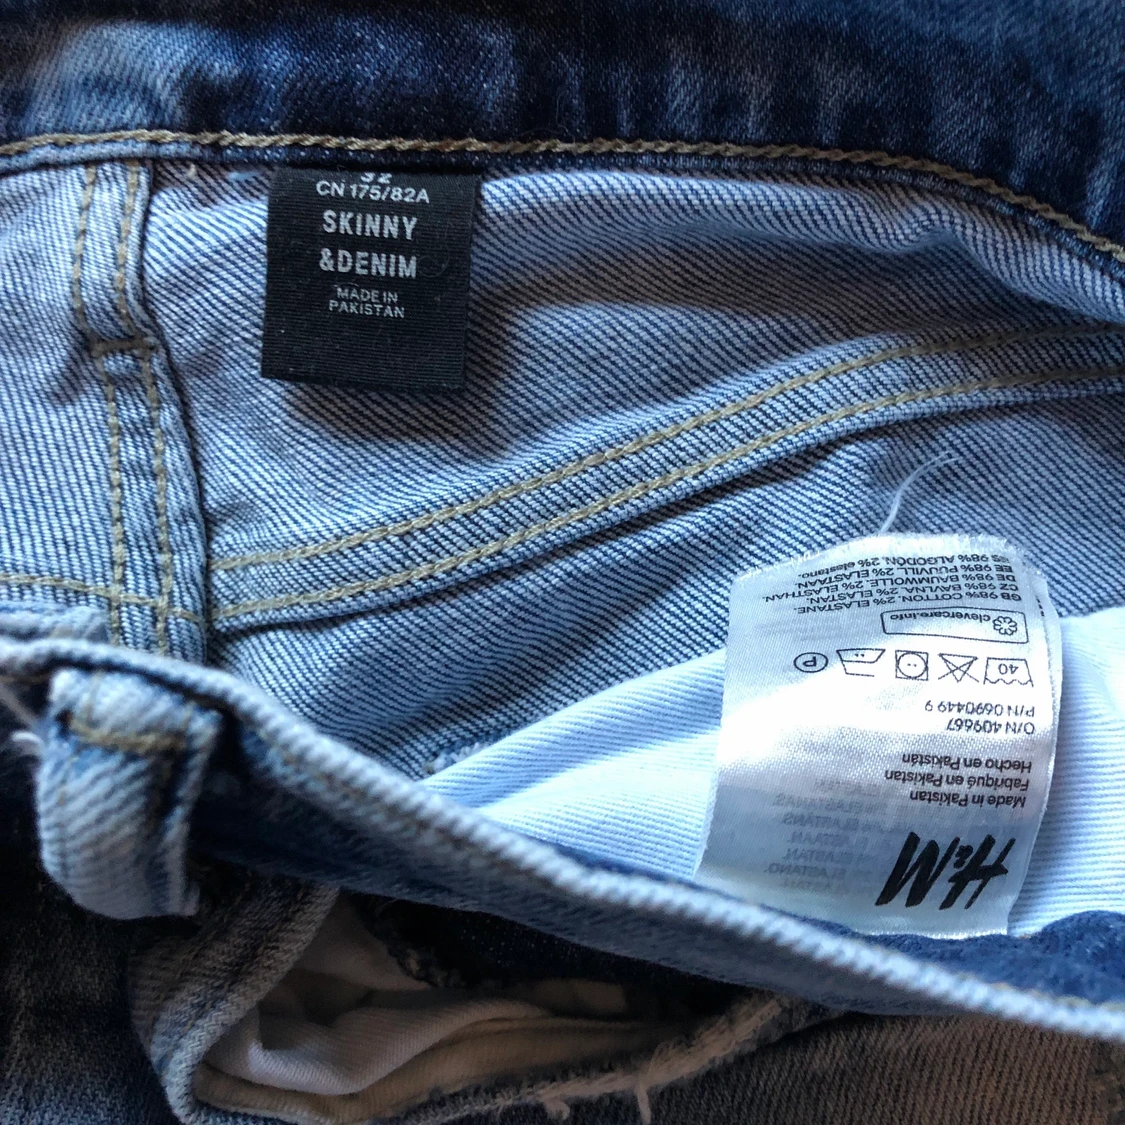 32
CN 175/82A
SKINNY
&DENIM
MADE IN
PAKISTAN
H&M
Made in Pakistan
Fabriqué en Pakistan
Hecho en Pakistán
O/N 409667
P/N 0690449 9
40
P
clevercare.info
GB 98% COTTON, 2% ELASTANE.
CZ 98% BAVLNA, 2% ELASTAN.
DE 98% BAUMWOLLE, 2% ELASTHAN.
EE 98% PUUVILL, 2% ELASTAAN.
ES 98% ALGODÓN, 2% elastano.